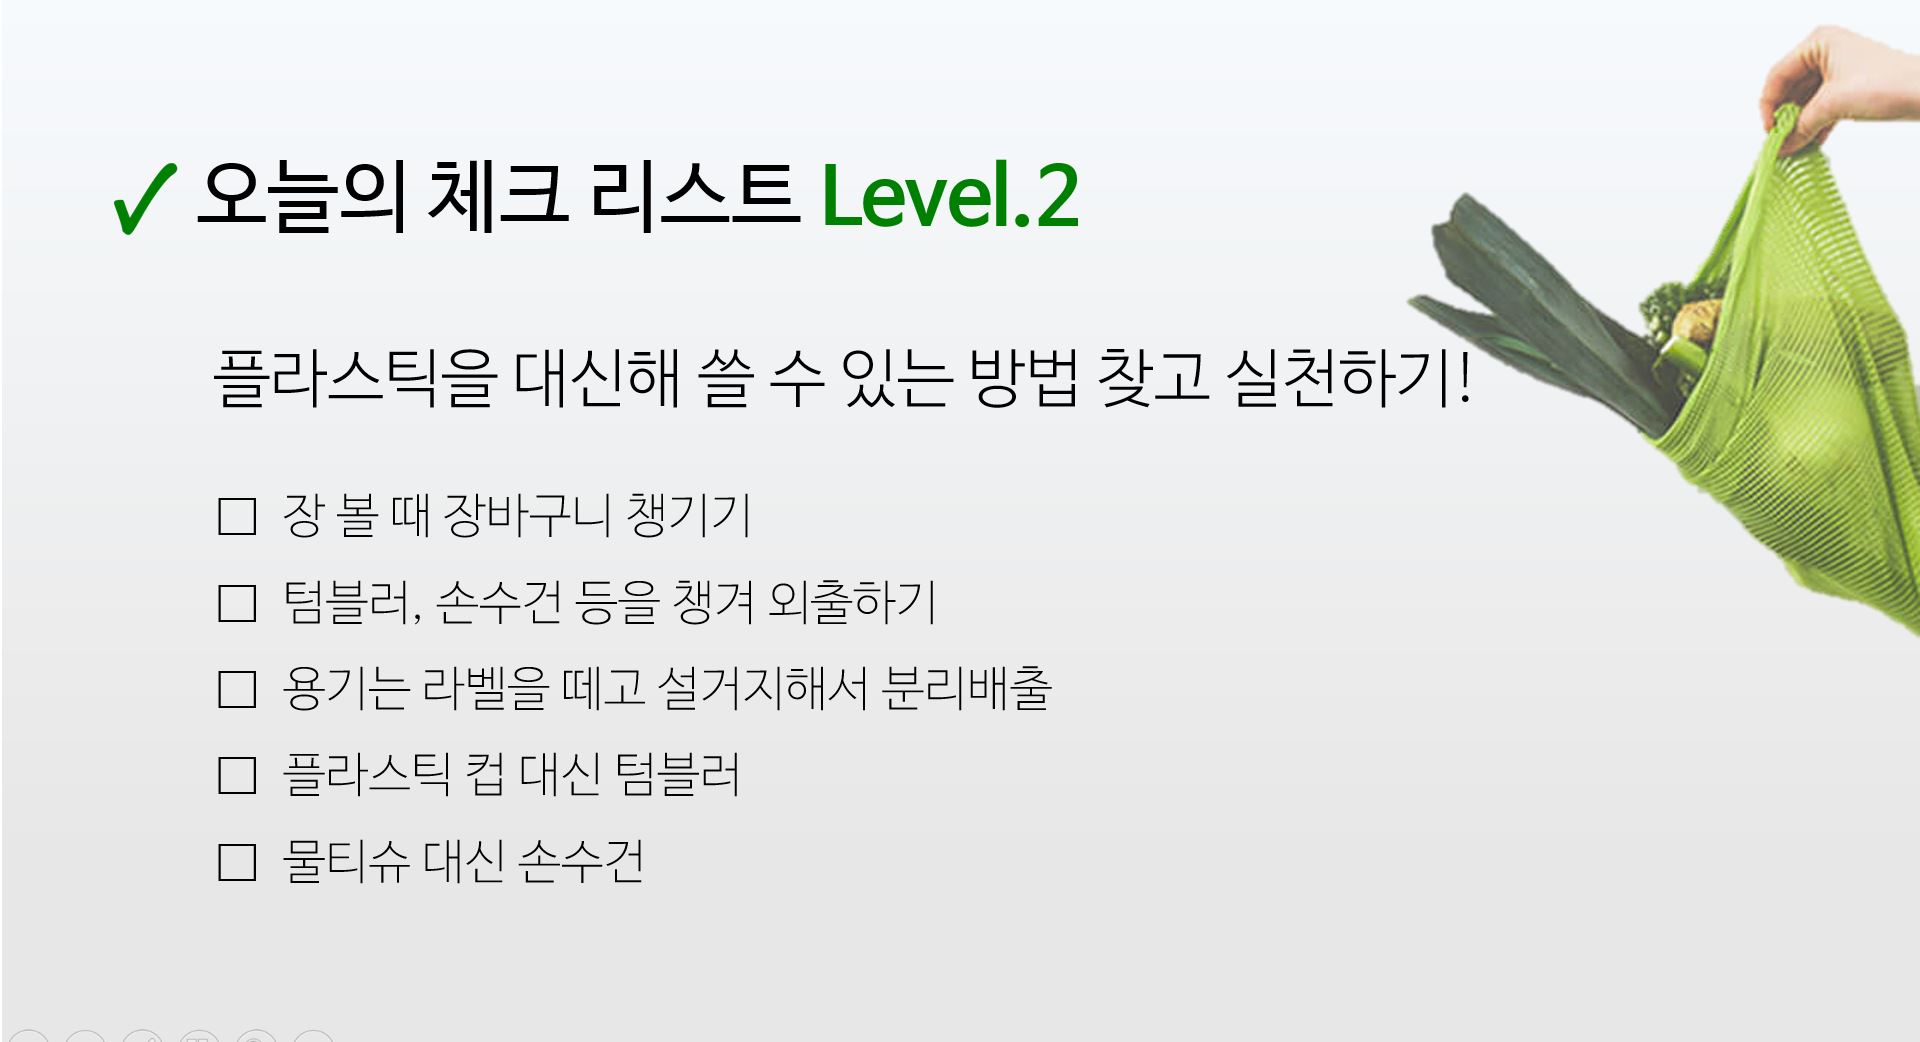 ✓ 오늘의 체크 리스트 Level.2
플라스틱을 대신해 쓸 수 있는 방법 찾고 실천하기!
□ 장 볼 때 장바구니 챙기기
□ 텀블러, 손수건 등을 챙겨 외출하기
□ 용기는 라벨을 떼고 설거지해서 분리배출
□ 플라스틱 컵 대신 텀블러
□ 물티슈 대신 손수건